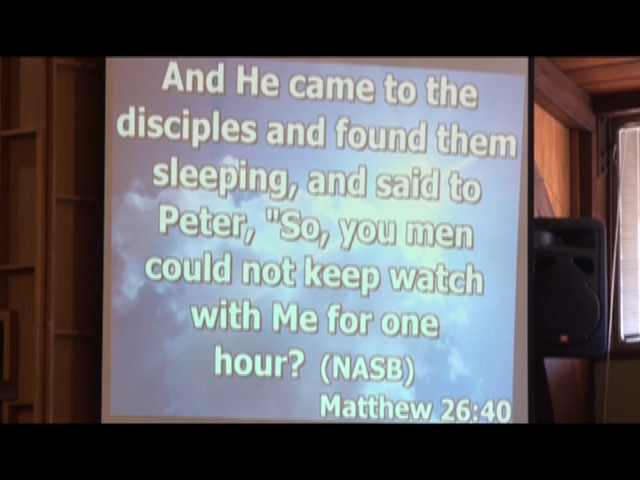 And He came to the
disciples and found them
sleeping, and said to
Peter, "So, you men
could not keep watch
with Me for one
hour? (NASB)
Matthew 26:40